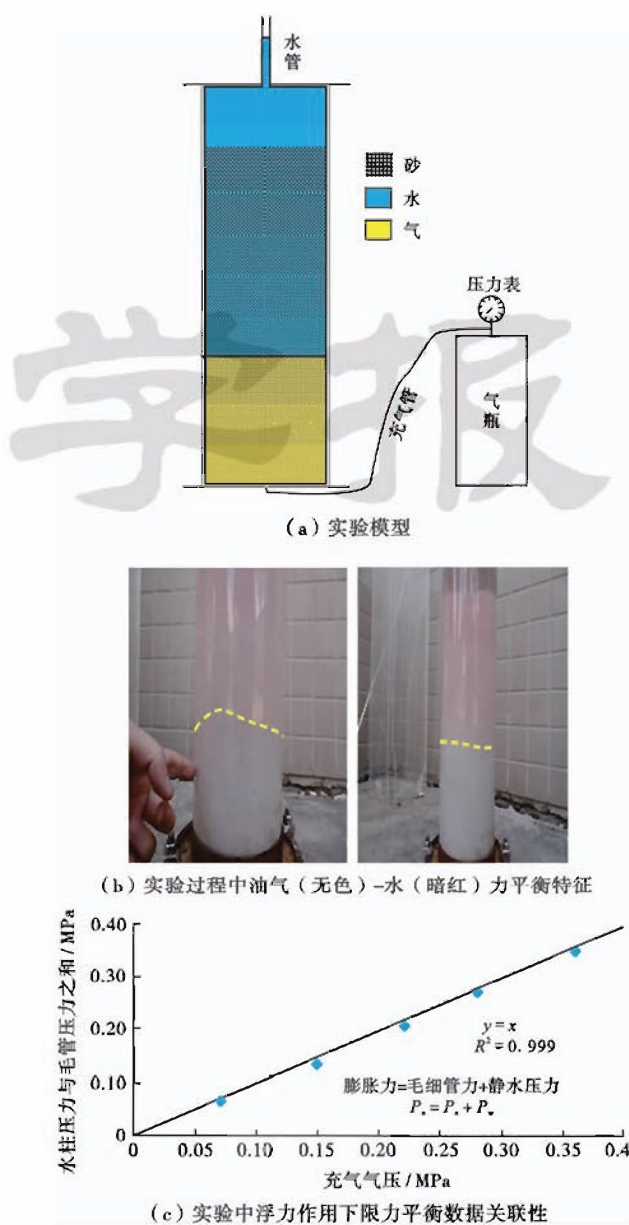 水
管
砂
水
气
压力表
充气管
气
瓶
学报
(a)实验模型
(b)实验过程中油气(无色)-水(暗红)力平衡特征
水柱压力与毛管压力之和/MPa
0.40
0.30
0.20
0.10
0
y=x
R²=0.999
膨胀力=毛细管力+静水压力
0 0.05 0.10 0.15 0.20 0.25 0.30 0.35 0.4
充气气压/MPa
(c)实验中浮力作用下限力平衡数据关联性